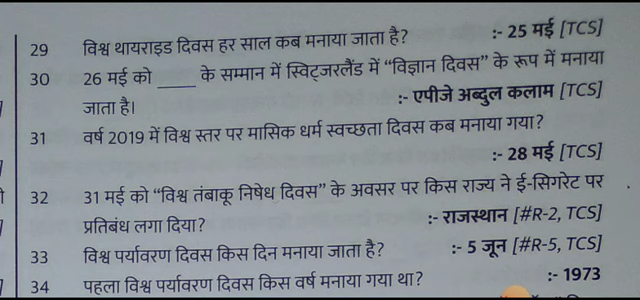 29 विश्व थायराइड दिवस हर साल कब मनाया जाता है? :- 25 मई [TCS]
30 26 मई को _____ के सम्मान में स्विट्जरलैंड में “विज्ञान दिवस” के रूप में मनाया
जाता है। :- एपीजे अब्दुल कलाम [TCS]
31 वर्ष 2019 में विश्व स्तर पर मासिक धर्म स्वच्छता दिवस कब मनाया गया?
:- 28 मई [TCS]
32 31 मई को “विश्व तंबाकू निषेध दिवस” के अवसर पर किस राज्य ने ई-सिगरेट पर
प्रतिबंध लगा दिया? :- राजस्थान [#R-2, TCS]
33 विश्व पर्यावरण दिवस किस दिन मनाया जाता है? :- 5 जून [#R-5, TCS]
34 पहला विश्व पर्यावरण दिवस किस वर्ष मनाया गया था? :- 1973